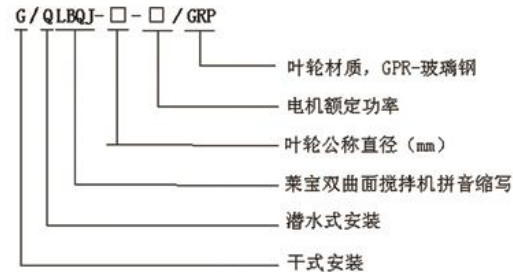 G/QLBQJ-□-□/GRP
叶轮材质，GPR-玻璃钢
电机额定功率
叶轮公称直径（mm）
莱宝双曲面搅拌机拼音缩写
潜水式安装
干式安装